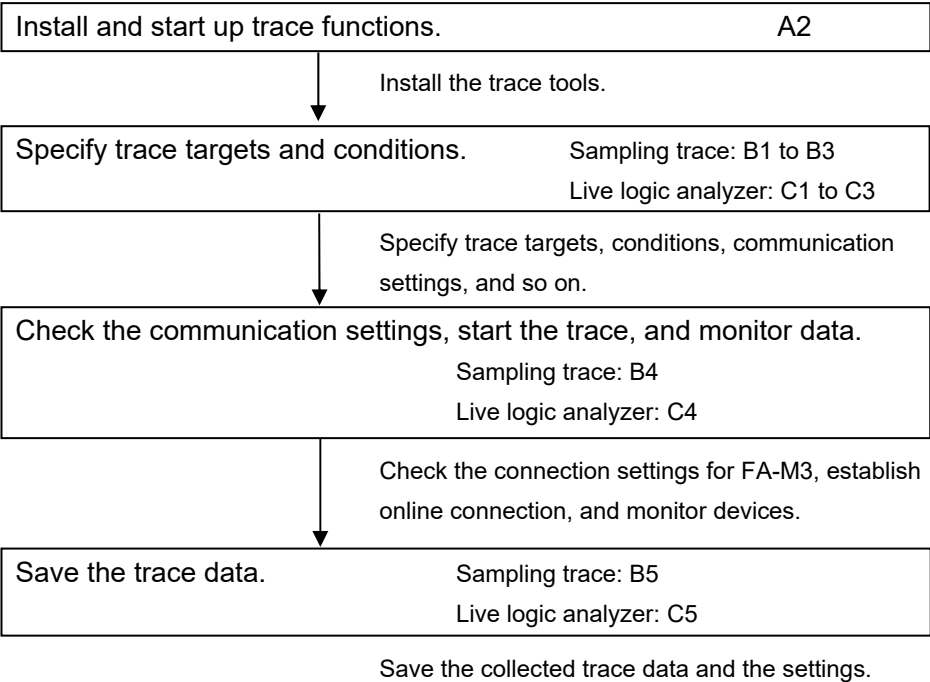 Install and start up trace functions. A2
Install the trace tools.
Specify trace targets and conditions. Sampling trace: B1 to B3
Live logic analyzer: C1 to C3
Specify trace targets, conditions, communication
settings, and so on.
Check the communication settings, start the trace, and monitor data.
Sampling trace: B4
Live logic analyzer: C4
Check the connection settings for FA-M3, establish
online connection, and monitor devices.
Save the trace data. Sampling trace: B5
Live logic analyzer: C5
Save the collected trace data and the settings.